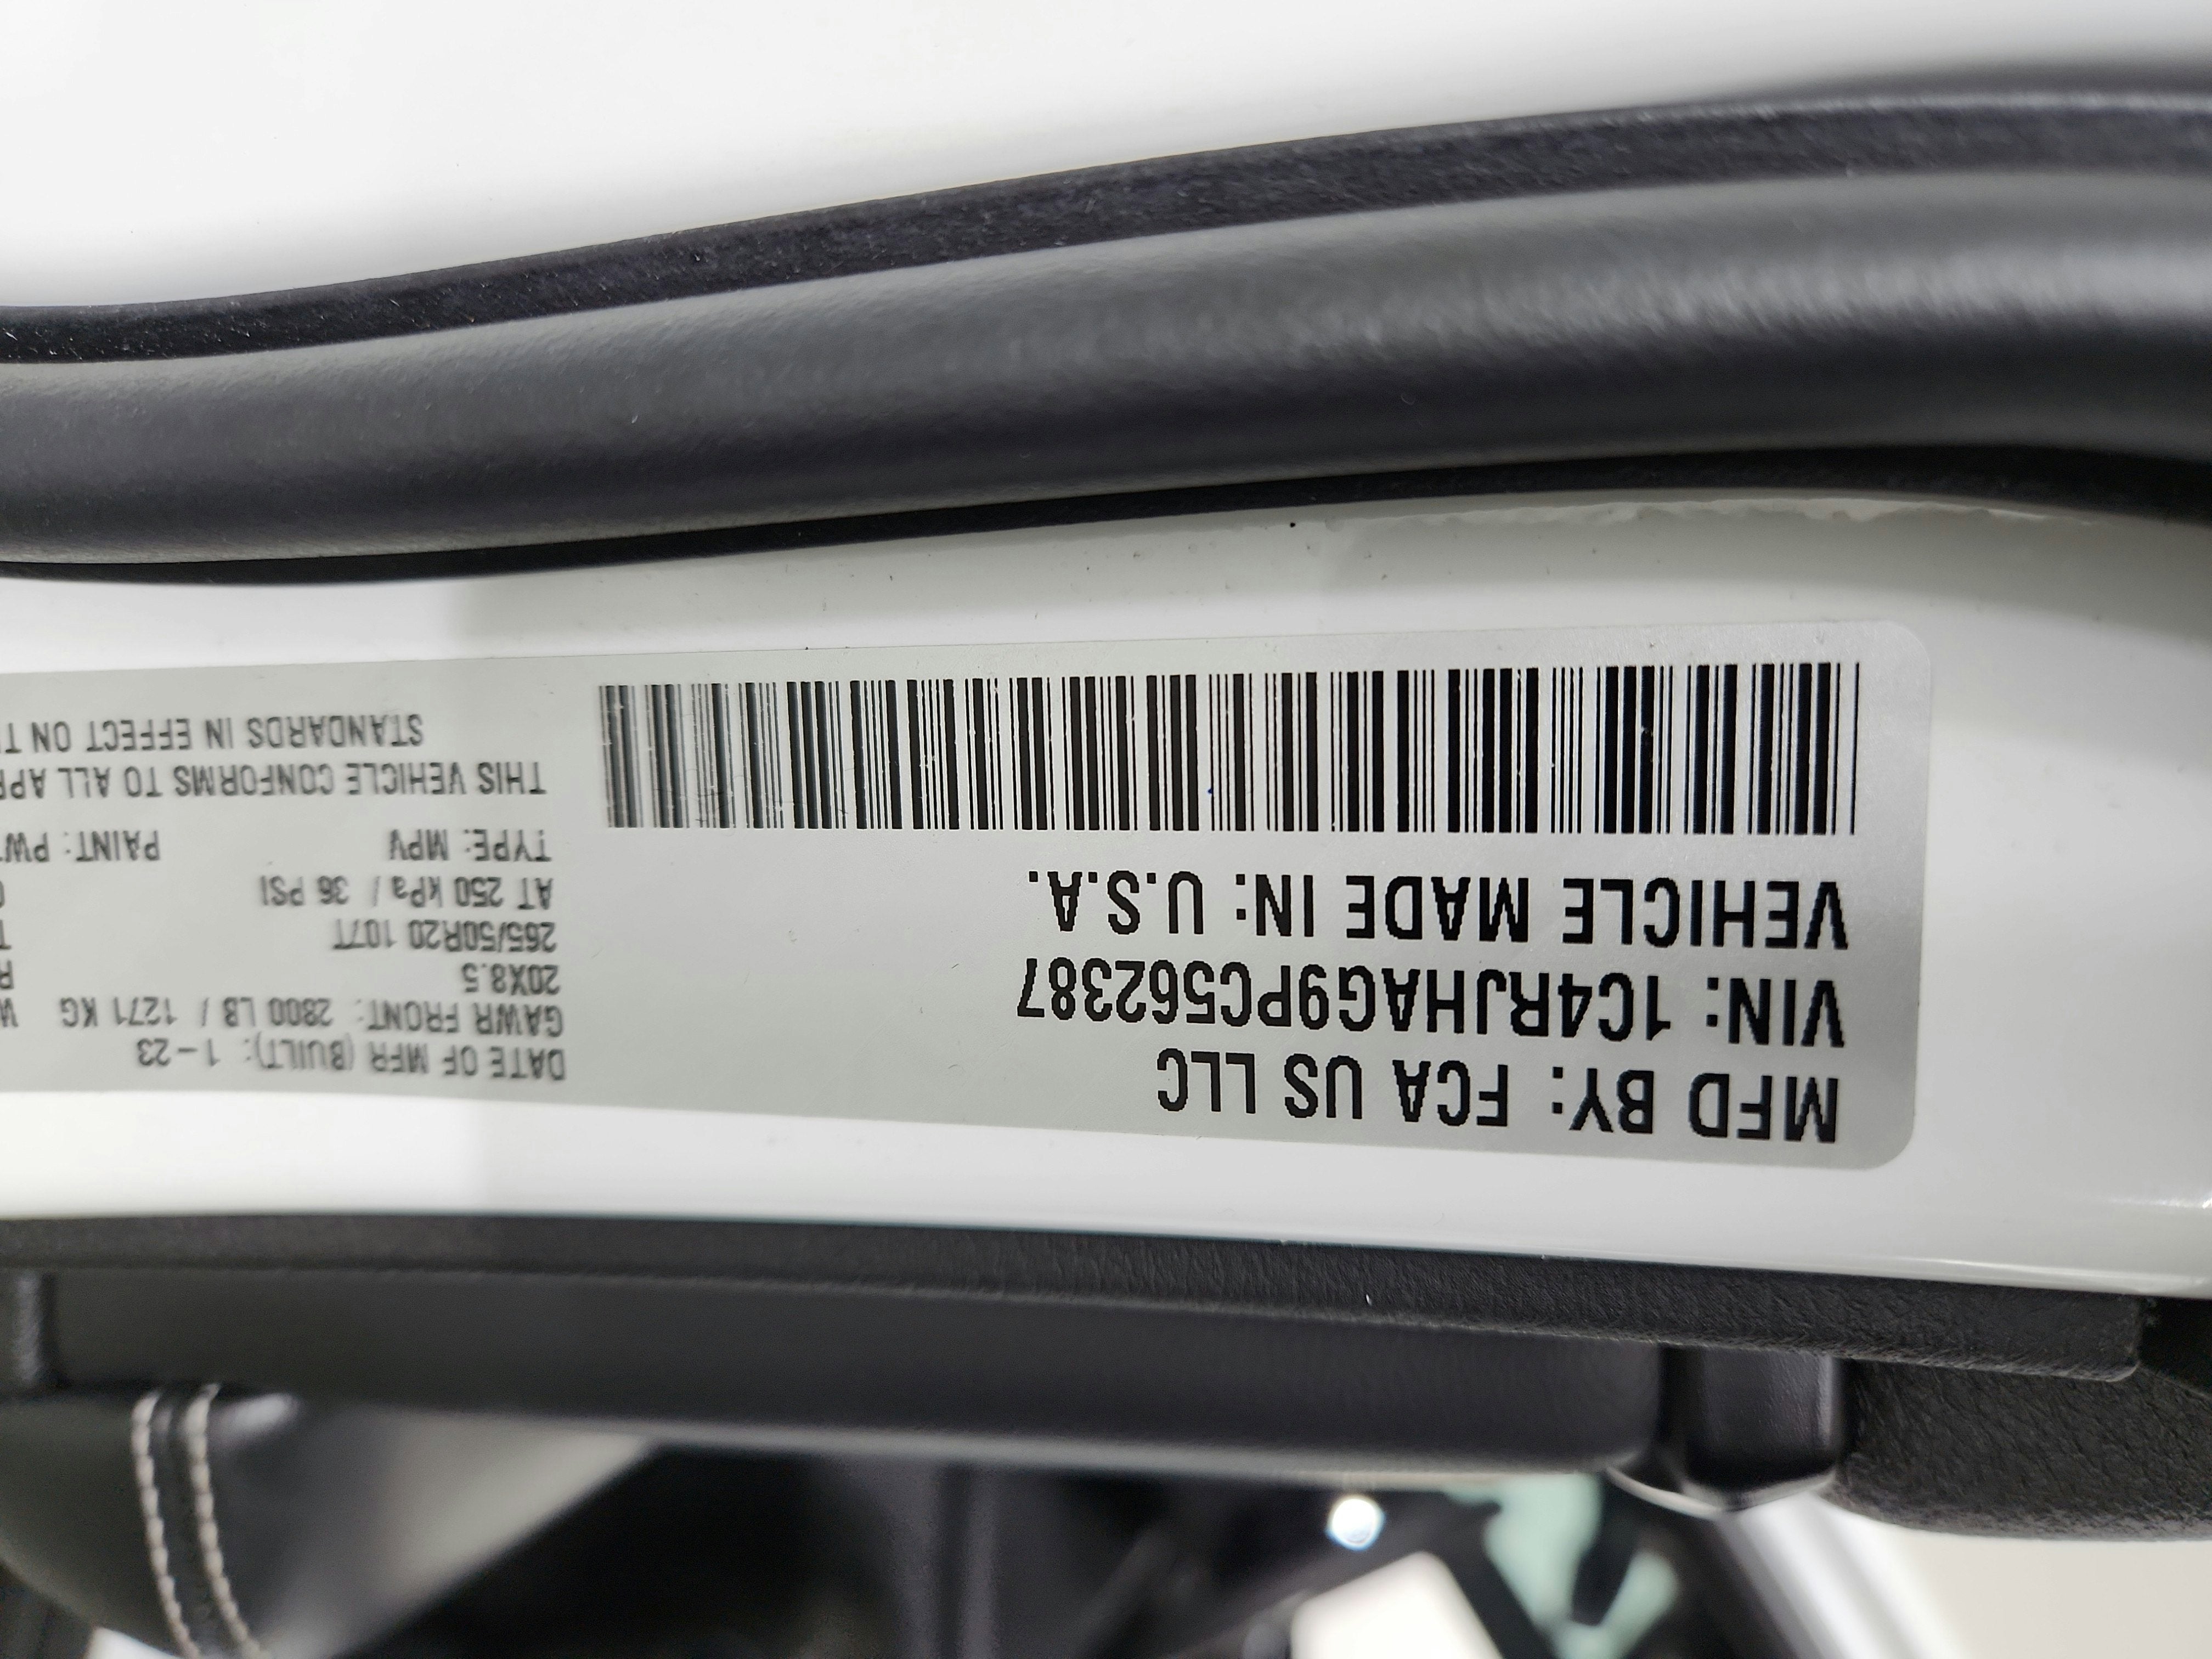 MFD BY: FCA US LLC
VIN: 1C4RJHAG9PC562387
VEHICLE MADE IN: U.S.A.
DATE OF MFR (BUILT): 1-23
GAWR FRONT: 2800 LB / 1271 KG
20X8.5
265/50R20 107T
AT 250 kPa / 36 PSI
TYPE: MPV PAINT: PW
THIS VEHICLE CONFORMS TO ALL
STANDARDS IN EFFECT ON